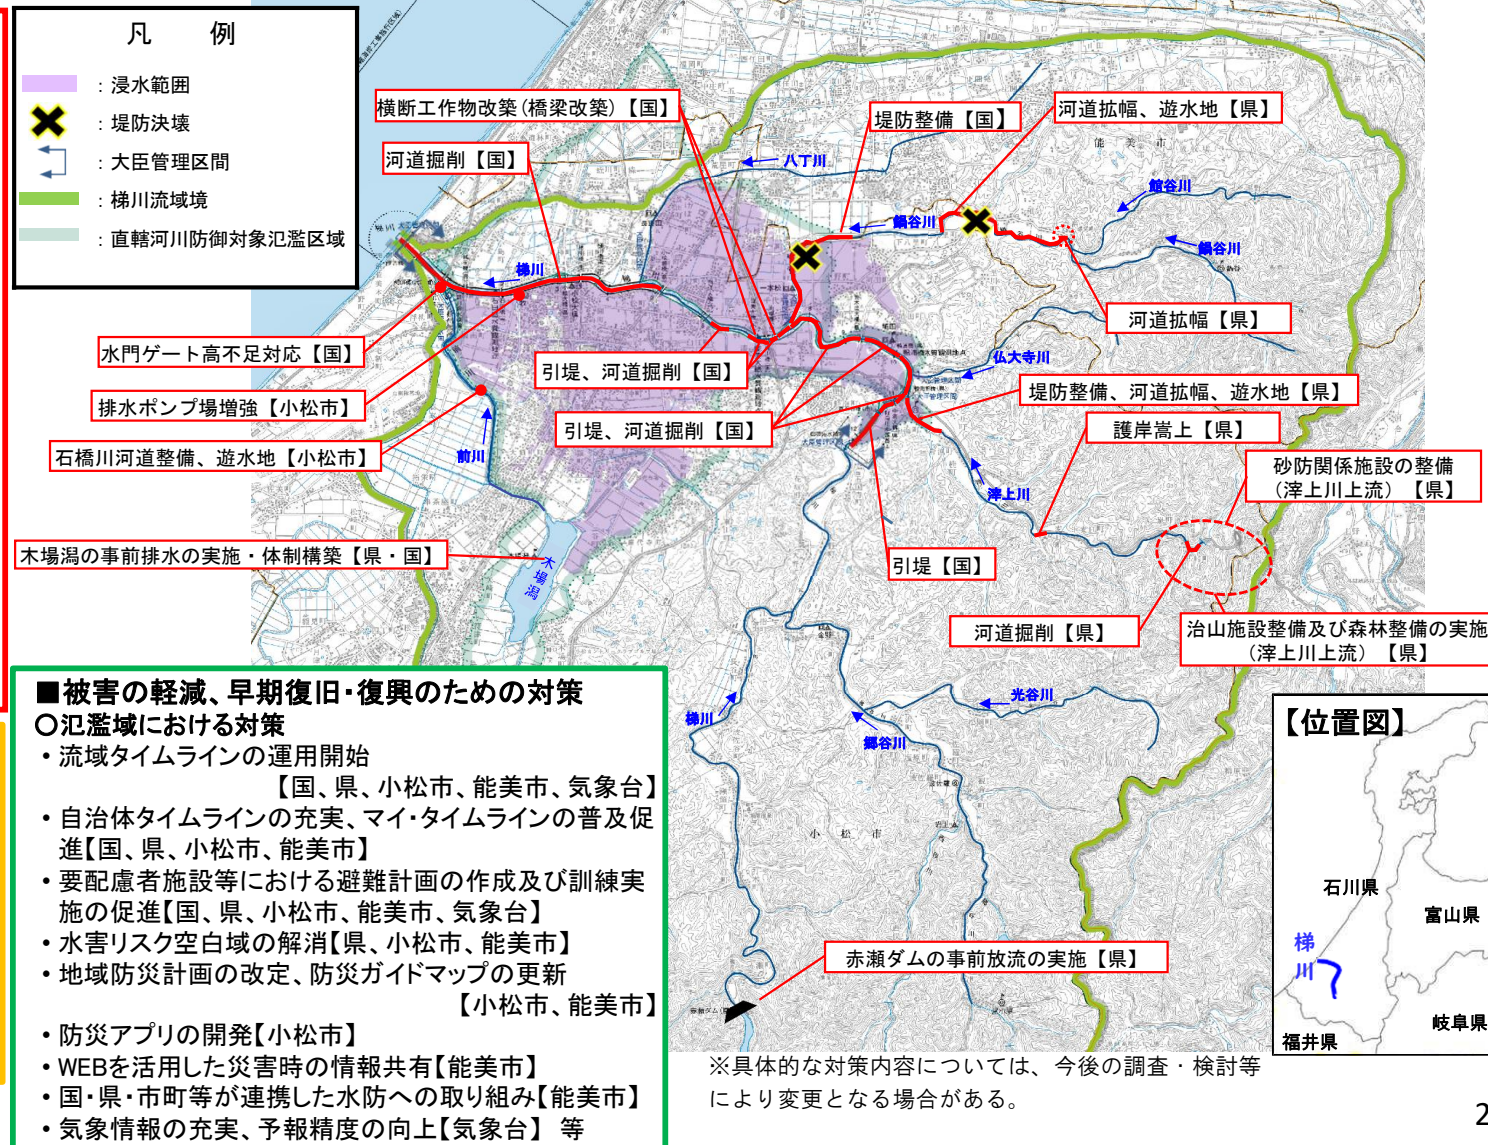 凡　例
：浸水範囲
：堤防決壊
：大臣管理区間
：梯川流域境
：直轄河川防御対象氾濫区域
横断工作物改築(橋梁改築)【国】
河道掘削【国】
堤防整備【国】
河道拡幅、遊水地【県】
能美市
八丁川
鍋谷川
舘谷川
鍋谷川
梯川
河道拡幅【県】
水門ゲート高不足対応【国】
引堤、河道掘削【国】
仏大寺川
排水ポンプ場増強【小松市】
堤防整備、河道拡幅、遊水地【県】
引堤、河道掘削【国】
護岸嵩上【県】
石橋川河道整備、遊水地【小松市】
前川
砂防関係施設の整備
（滓上川上流）【県】
滓上川
木場潟の事前排水の実施・体制構築【県・国】
木場潟
引堤【国】
河道掘削【県】
治山施設整備及び森林整備の実施
（滓上川上流）【県】
光谷川
梯川
郷谷川
小松市
赤瀬ダムの事前放流の実施【県】
■被害の軽減、早期復旧・復興のための対策
○氾濫域における対策
・流域タイムラインの運用開始
【国、県、小松市、能美市、気象台】
・自治体タイムラインの充実、マイ・タイムラインの普及促
進【国、県、小松市、能美市】
・要配慮者施設等における避難計画の作成及び訓練実
施の促進【国、県、小松市、能美市、気象台】
・水害リスク空白域の解消【県、小松市、能美市】
・地域防災計画の改定、防災ガイドマップの更新
【小松市、能美市】
・防災アプリの開発【小松市】
・WEBを活用した災害時の情報共有【能美市】
・国・県・市町等が連携した水防への取り組み【能美市】
・気象情報の充実、予報精度の向上【気象台】 等
※具体的な対策内容については、今後の調査・検討等
により変更となる場合がある。
【位置図】
石川県
富山県
梯川
岐阜県
福井県
2